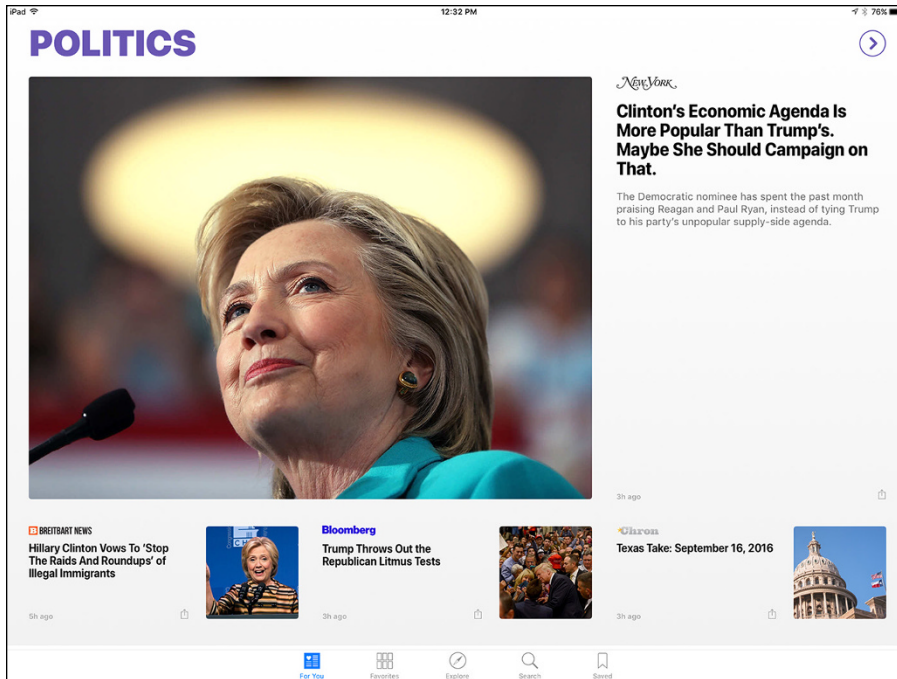 iPad
12:32 PM
76%
POLITICS
NEW YORK
Clinton's Economic Agenda Is
More Popular Than Trump's.
Maybe She Should Campaign on
That.
The Democratic nominee has spent the past month
praising Reagan and Paul Ryan, instead of tying Trump
to his party's unpopular supply-side agenda.
3h ago
BREITBART NEWS
Hillary Clinton Vows To 'Stop
The Raids And Roundups' of
Illegal Immigrants
5h ago
Bloomberg
Trump Throws Out the
Republican Litmus Tests
3h ago
Chron
Texas Take: September 16, 2016
3h ago
For You
Favorites
Explore
Search
Saved